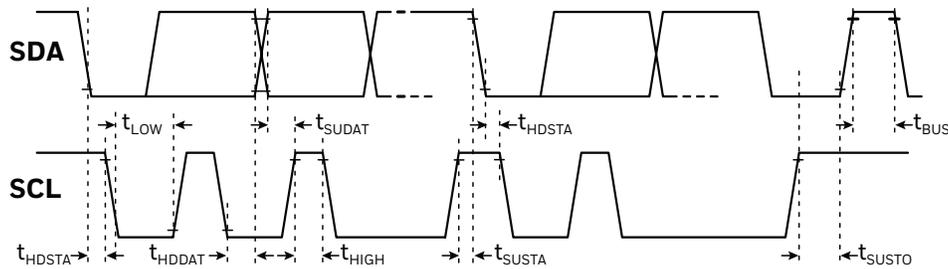 SDA
tLOW tSUDAT tHDSTA tBUS
SCL
tHDSTA tHDDAT tHIGH tSUSTA tSUSTO